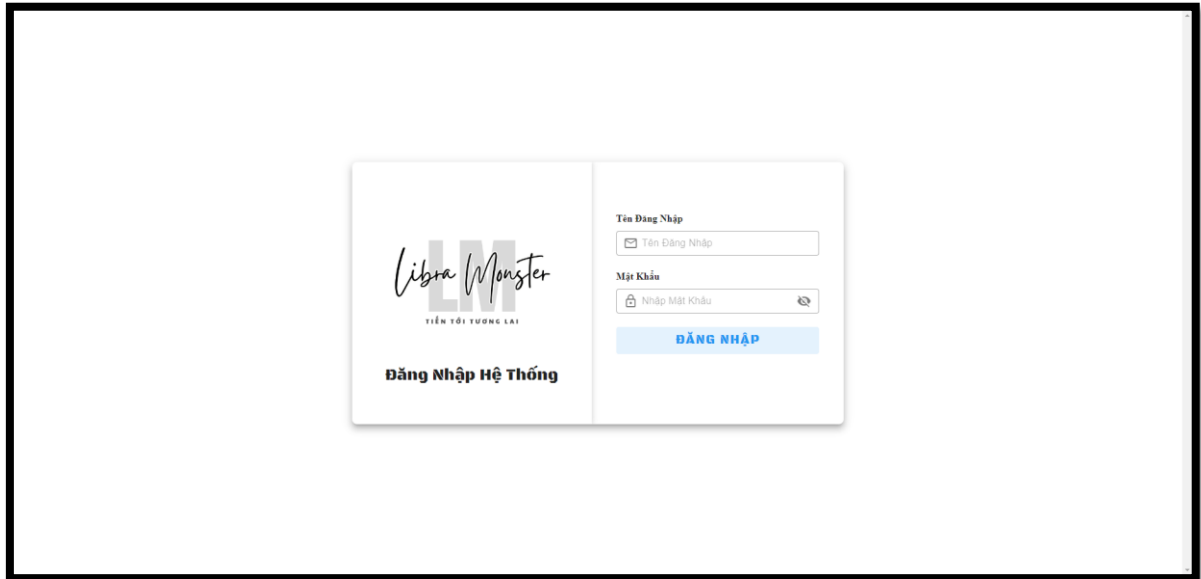 LM
Libra Monster
TIẾN TỚI TƯƠNG LAI
Đăng Nhập Hệ Thống
Tên Đăng Nhập
Tên Đăng Nhập
Mật Khẩu
Nhập Mật Khẩu
ĐĂNG NHẬP